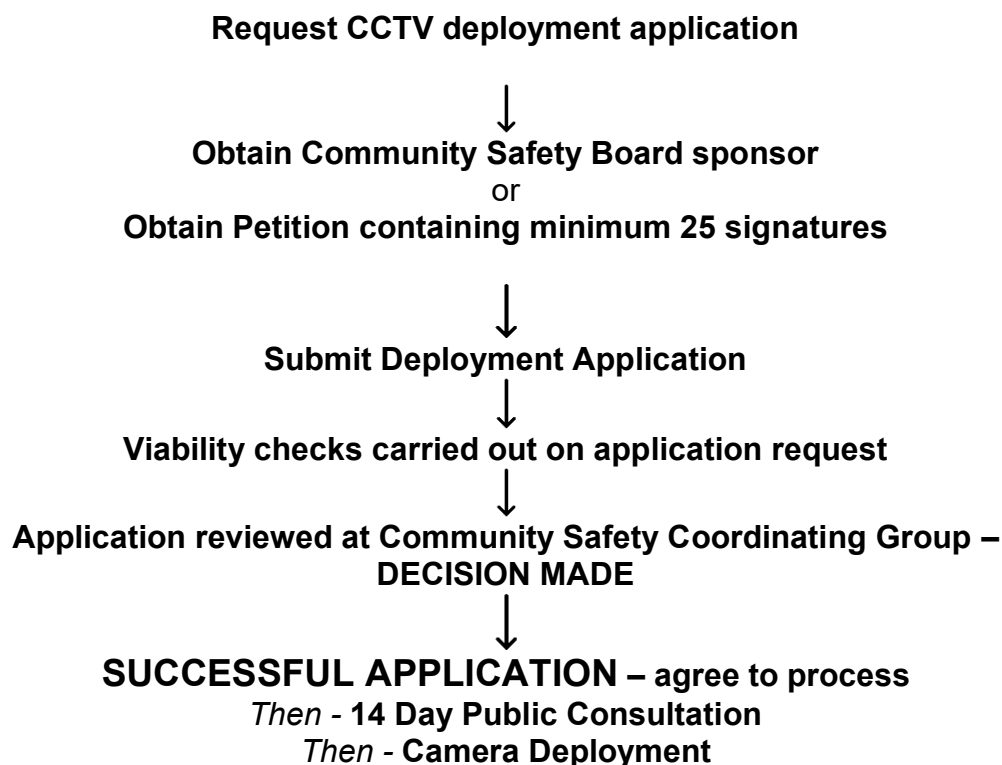 Request CCTV deployment application
Obtain Community Safety Board sponsor
or
Obtain Petition containing minimum 25 signatures
Submit Deployment Application
Viability checks carried out on application request
Application reviewed at Community Safety Coordinating Group –
DECISION MADE
SUCCESSFUL APPLICATION – agree to process
Then - 14 Day Public Consultation
Then - Camera Deployment